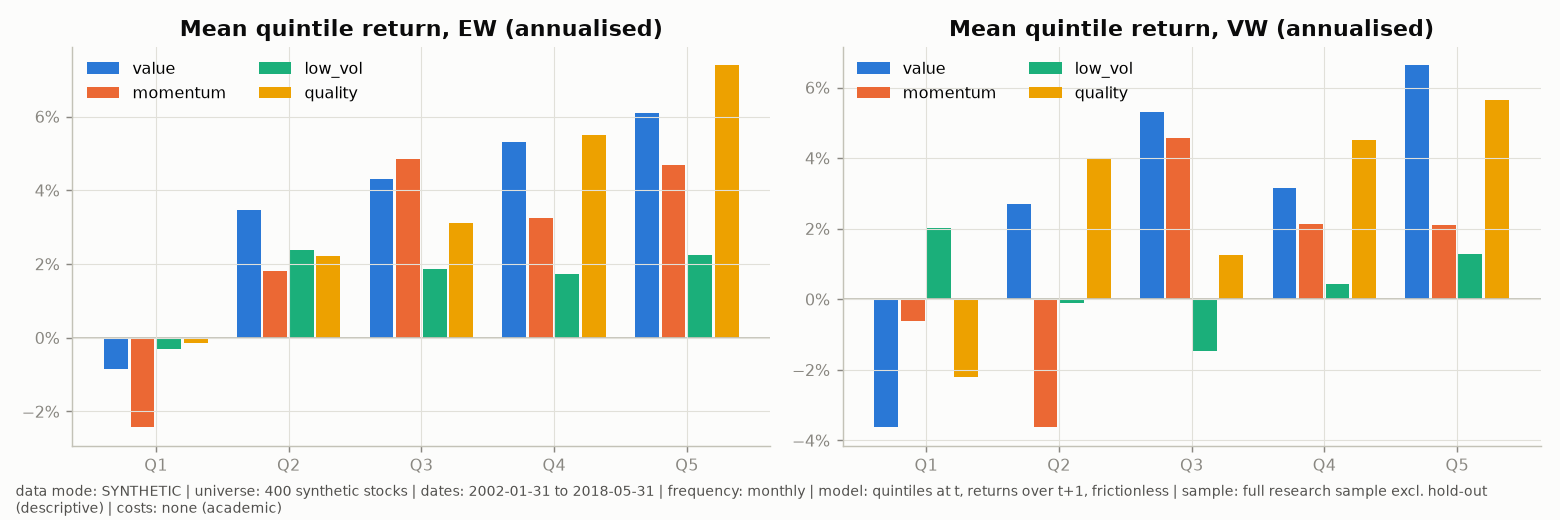 Mean quintile return, EW (annualised)
value
momentum
low_vol
quality
6%
4%
2%
0%
−2%
Q1 Q2 Q3 Q4 Q5
Mean quintile return, VW (annualised)
value
momentum
low_vol
quality
6%
4%
2%
0%
−2%
−4%
Q1 Q2 Q3 Q4 Q5
data mode: SYNTHETIC | universe: 400 synthetic stocks | dates: 2002-01-31 to 2018-05-31 | frequency: monthly | model: quintiles at t, returns over t+1, frictionless | sample: full research sample excl. hold-out
(descriptive) | costs: none (academic)